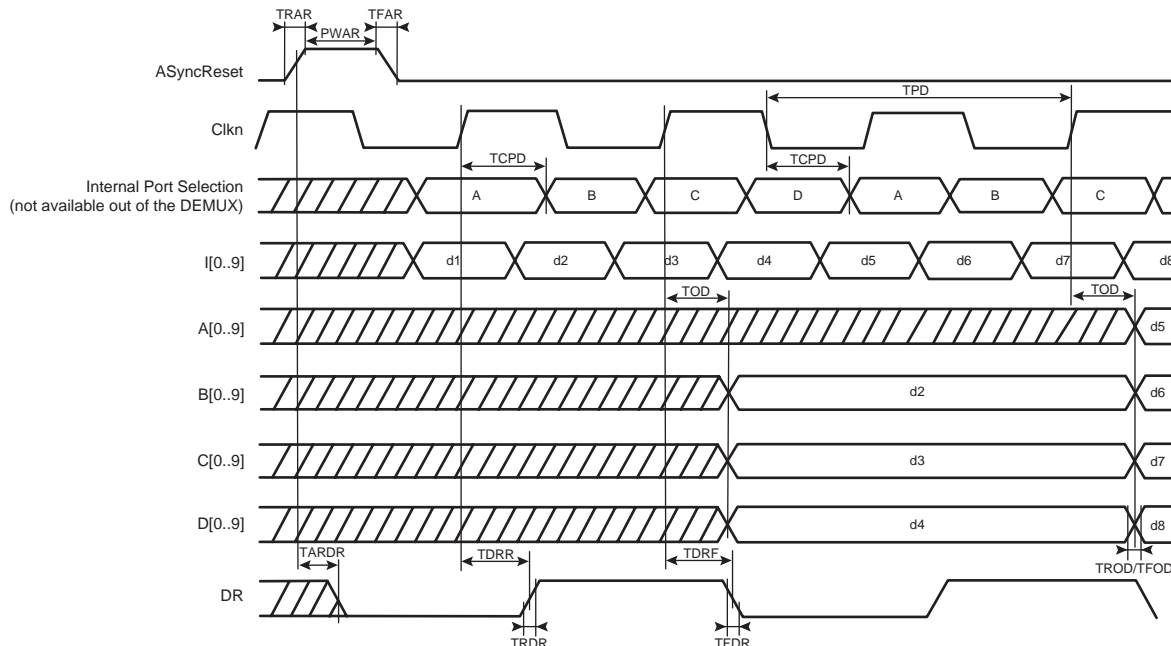 TRAR TFAR
PWAR
ASyncReset
TPD
Clkn
TCPD TCPD
Internal Port Selection
(not available out of the DEMUX)
A B C D A B C
I[0..9] d1 d2 d3 d4 d5 d6 d7 d8
TOD TOD
A[0..9] d5
B[0..9] d2 d6
C[0..9] d3 d7
D[0..9] d4 d8
TARDR TDRR TDRF TROD/TFOD
DR
TRDR TFDR